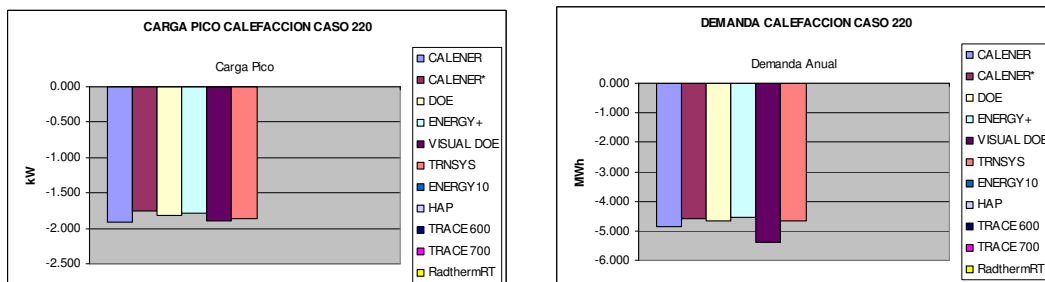 CARGA PICO CALEFACCION CASO 220
Carga Pico
0.000
-0.500
-1.000
-1.500
-2.000
-2.500
kW
CALENER
CALENER*
DOE
ENERGY+
VISUAL DOE
TRNSYS
ENERGY10
HAP
TRACE 600
TRACE 700
RadthermRT
DEMANDA CALEFACCION CASO 220
Demanda Anual
0.000
-1.000
-2.000
-3.000
-4.000
-5.000
-6.000
MWh
CALENER
CALENER*
DOE
ENERGY+
VISUAL DOE
TRNSYS
ENERGY10
HAP
TRACE 600
TRACE 700
RadthermRT